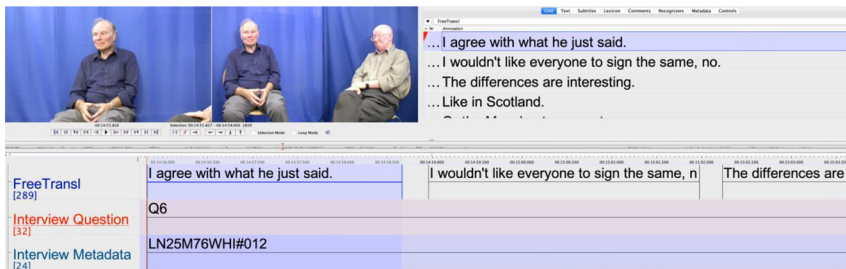 Grid Text Subtitles Lexicon Comments Recognizers Metadata Controls
FreeTransl
Annotation
... I agree with what he just said.
... I wouldn't like everyone to sign the same, no.
... The differences are interesting.
... Like in Scotland.
Selection Mode Loop Mode
FreeTransl
[289]
I agree with what he just said.
I wouldn't like everyone to sign the same, n
The differences are
Interview Question
[32]
Q6
Interview Metadata
[24]
LN25M76WHI#012